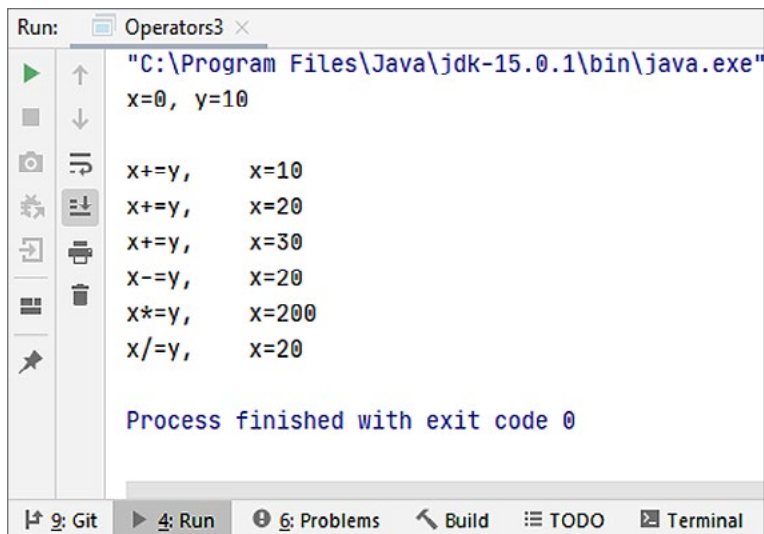 Run: Operators3
"C:\Program Files\Java\jdk-15.0.1\bin\java.exe"
x=0, y=10
x+=y, x=10
x+=y, x=20
x+=y, x=30
x-=y, x=20
x*=y, x=200
x/=y, x=20
Process finished with exit code 0
9: Git 4: Run 6: Problems Build TODO Terminal